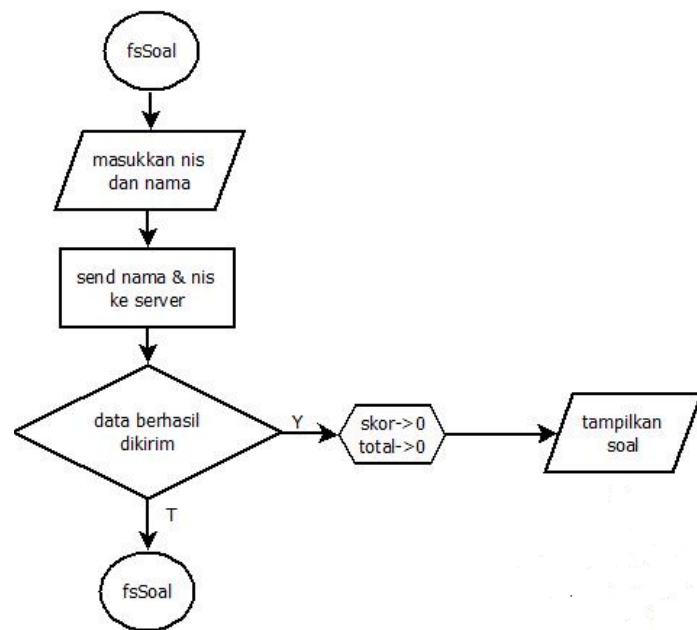 fsSoal
masukkan nis
dan nama
send nama & nis
ke server
data berhasil
dikirim
Y
skor->0
total->0
tampilkan
soal
T
fsSoal